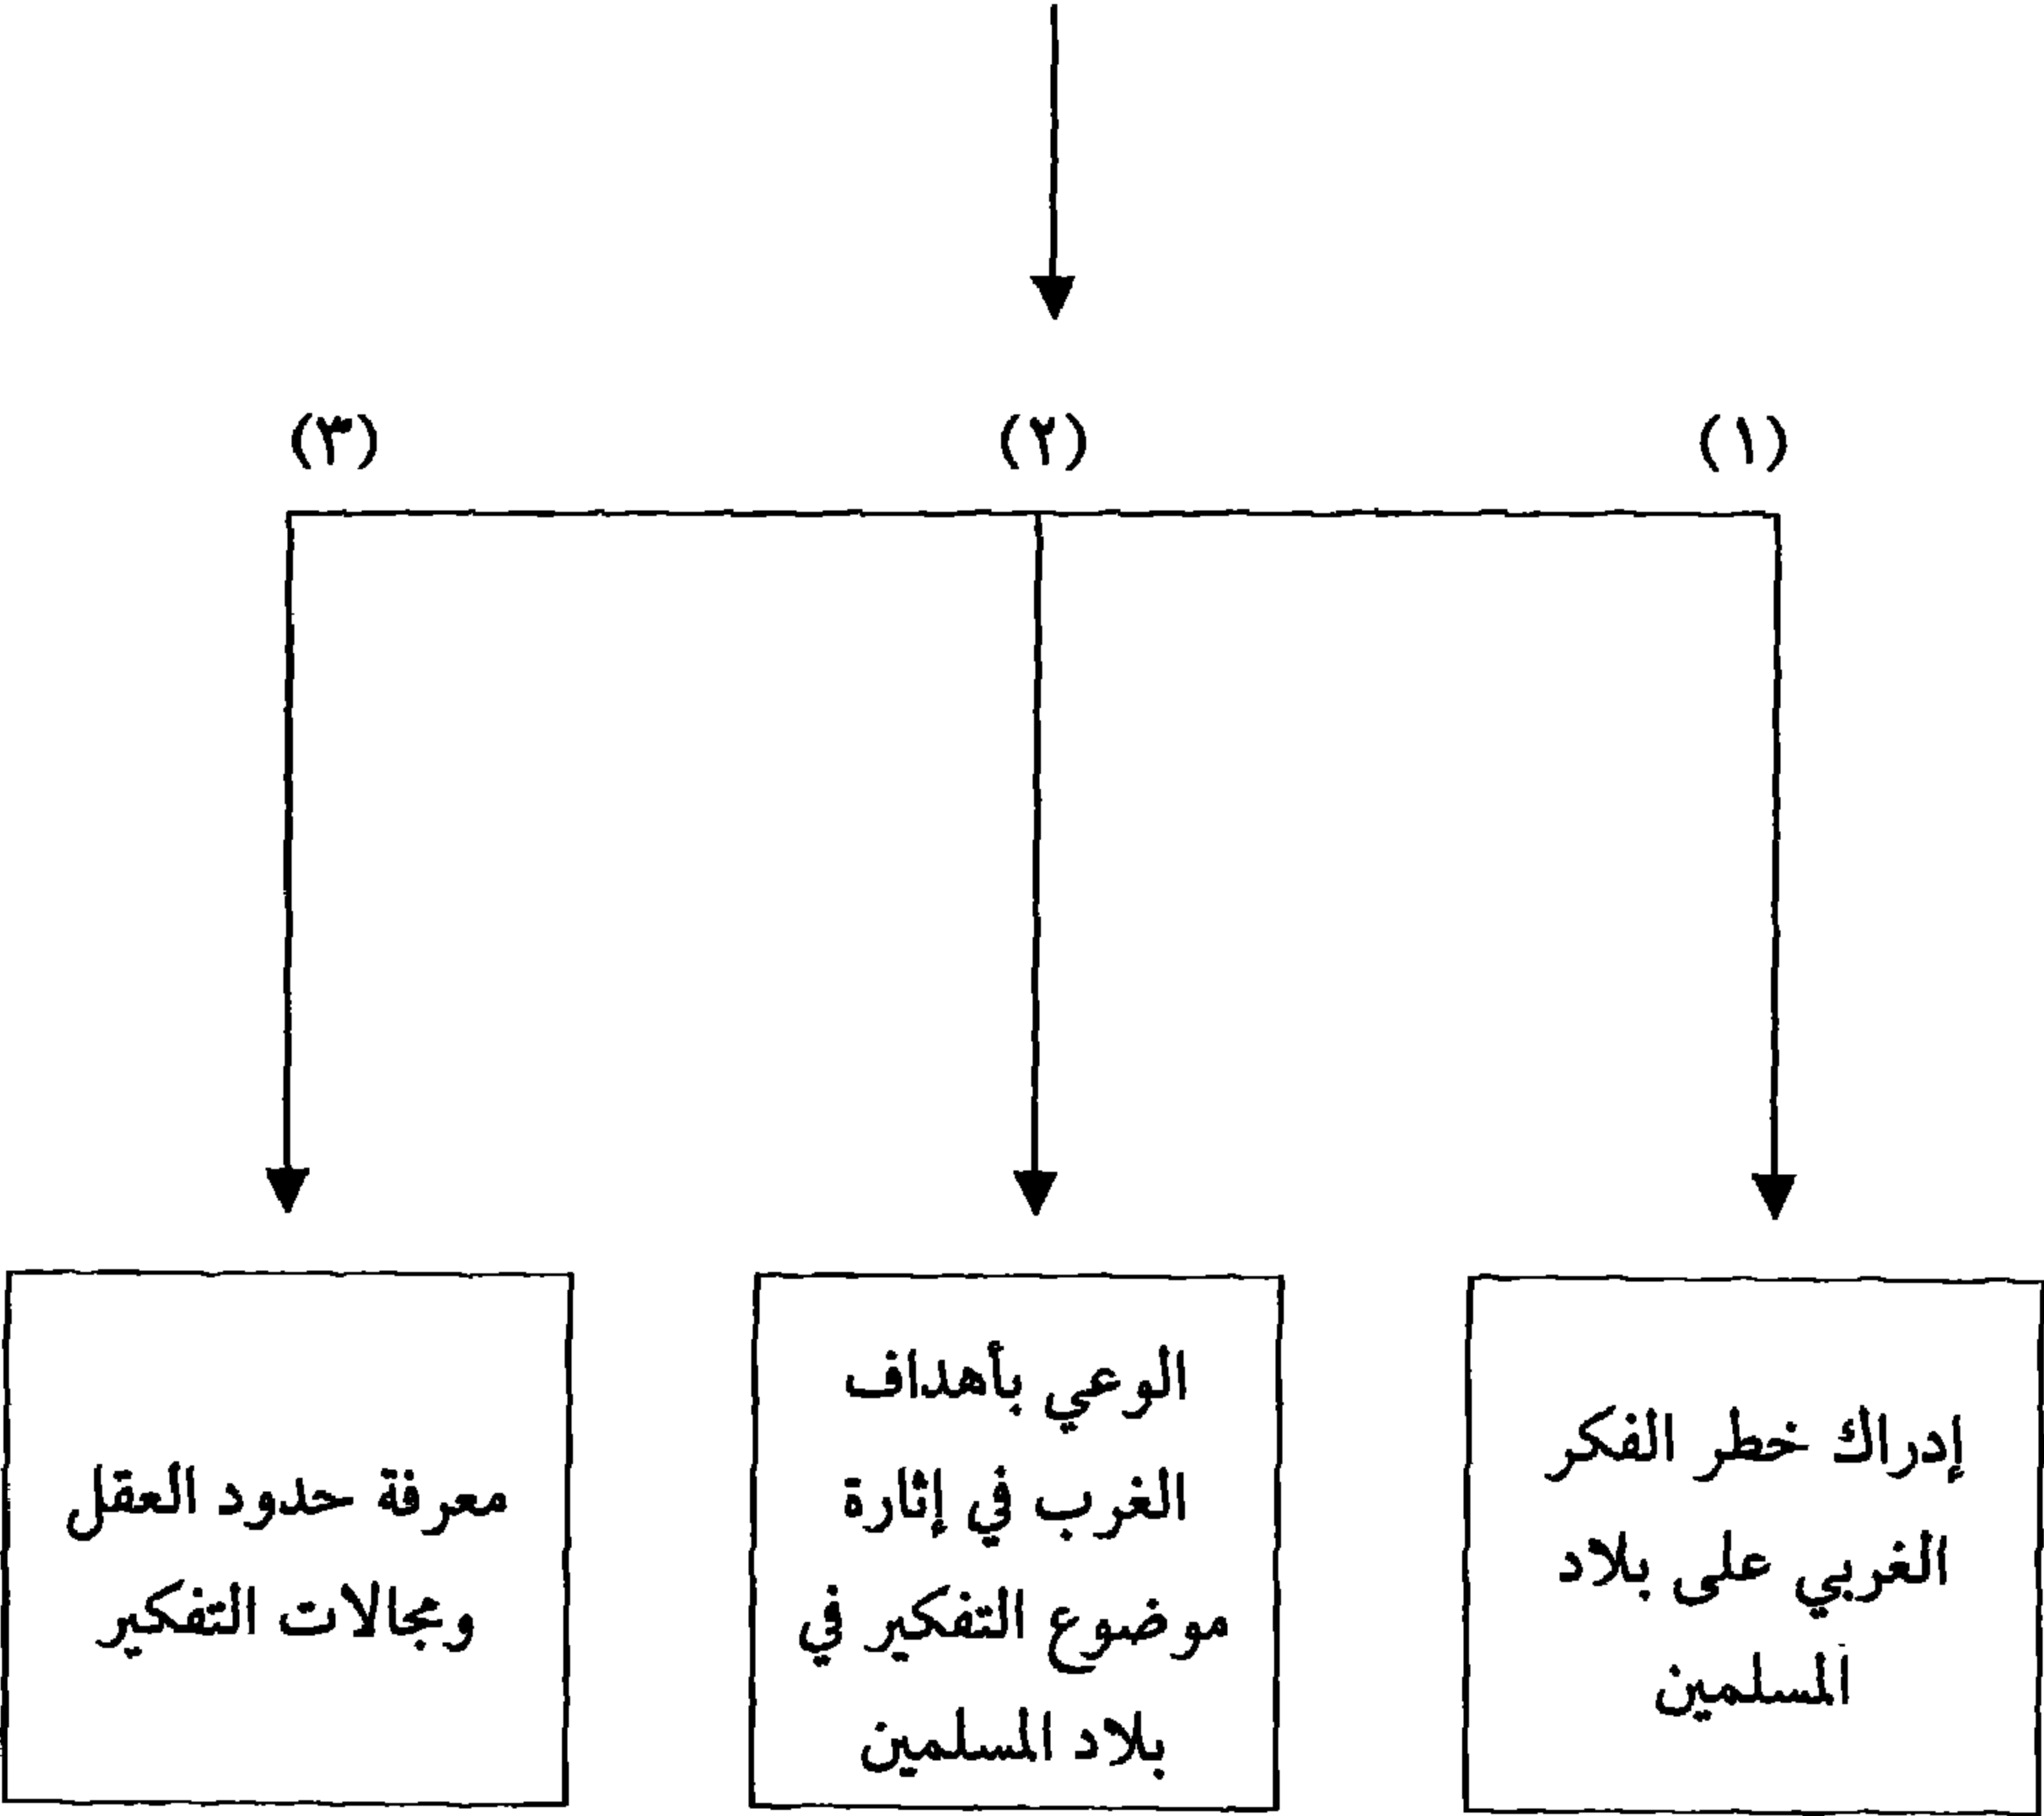 (١)
(٢)
(٣)
إدراك خطر الفكر
الغربي على بلاد
المسلمين
الوعي بأهداف
الغرب في إثارة
موضوع التفكير في
بلاد المسلمين
معرفة حدود العقل
ومجالات التفكير